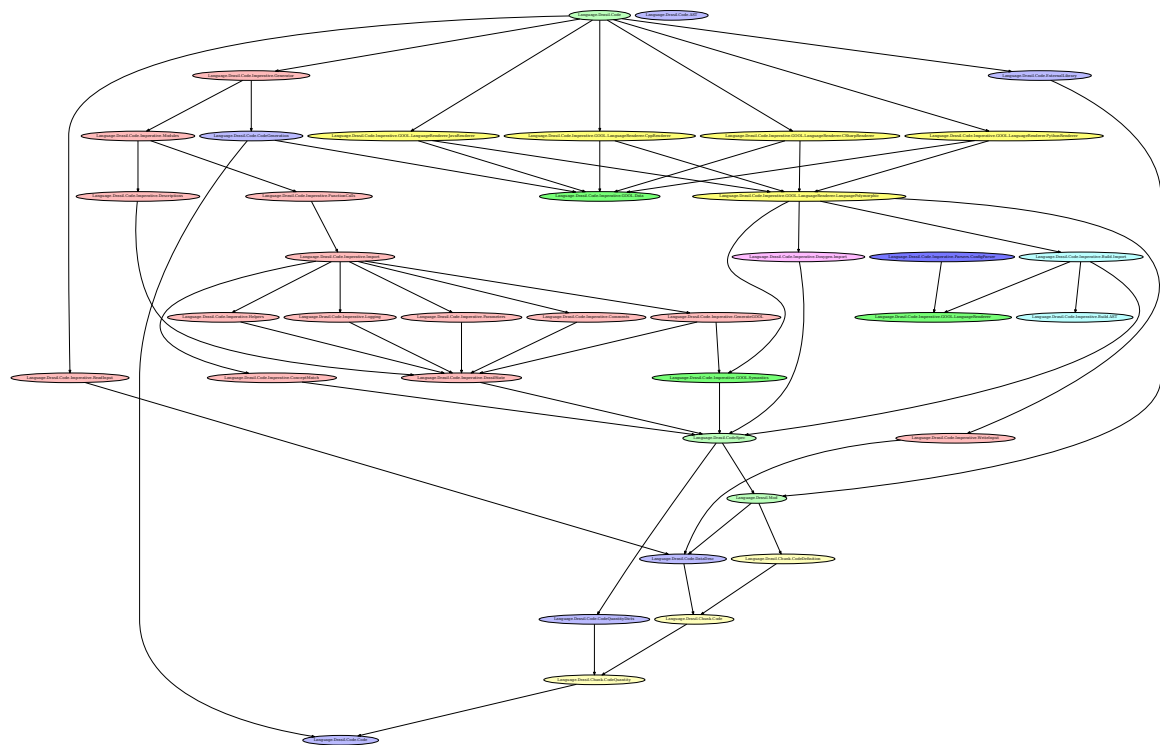 Language.Drasil.Code
Language.Drasil.Code.AST
Language.Drasil.Code.Imperative.Generator
Language.Drasil.Code.ExternalLibrary
Language.Drasil.Code.Imperative.Modules
Language.Drasil.Code.CodeGeneration
Language.Drasil.Code.Imperative.GOOL.LanguageRenderer.JavaRenderer
Language.Drasil.Code.Imperative.GOOL.LanguageRenderer.CppRenderer
Language.Drasil.Code.Imperative.GOOL.LanguageRenderer.CSharpRenderer
Language.Drasil.Code.Imperative.GOOL.LanguageRenderer.PythonRenderer
Language.Drasil.Code.Imperative.Descriptions
Language.Drasil.Code.Imperative.FunctionCalls
Language.Drasil.Code.Imperative.GOOL.Data
Language.Drasil.Code.Imperative.GOOL.LanguageRenderer.LanguagePolymorphic
Language.Drasil.Code.Imperative.Import
Language.Drasil.Code.Imperative.Doxygen.Import
Language.Drasil.Code.Imperative.Build.Import
Language.Drasil.Code.Imperative.Helpers
Language.Drasil.Code.Imperative.Logging
Language.Drasil.Code.Imperative.Parameters
Language.Drasil.Code.Imperative.Comments
Language.Drasil.Code.Imperative.GenerateGOOL
Language.Drasil.Code.Imperative.GOOL.LanguageRenderer
Language.Drasil.Code.Imperative.Build.AST
Language.Drasil.Code.Imperative.ReadInput
Language.Drasil.Code.Imperative.ConceptMatch
Language.Drasil.Code.Imperative.DrasilState
Language.Drasil.Code.Imperative.GOOL.Symantics
Language.Drasil.CodeSpec
Language.Drasil.Code.Imperative.WriteInput
Language.Drasil.Mod
Language.Drasil.Code.DataDesc
Language.Drasil.Chunk.CodeDefinition
Language.Drasil.Code.CodeQuantityDicts
Language.Drasil.Chunk.Code
Language.Drasil.Chunk.CodeQuantity
Language.Drasil.Code.Code